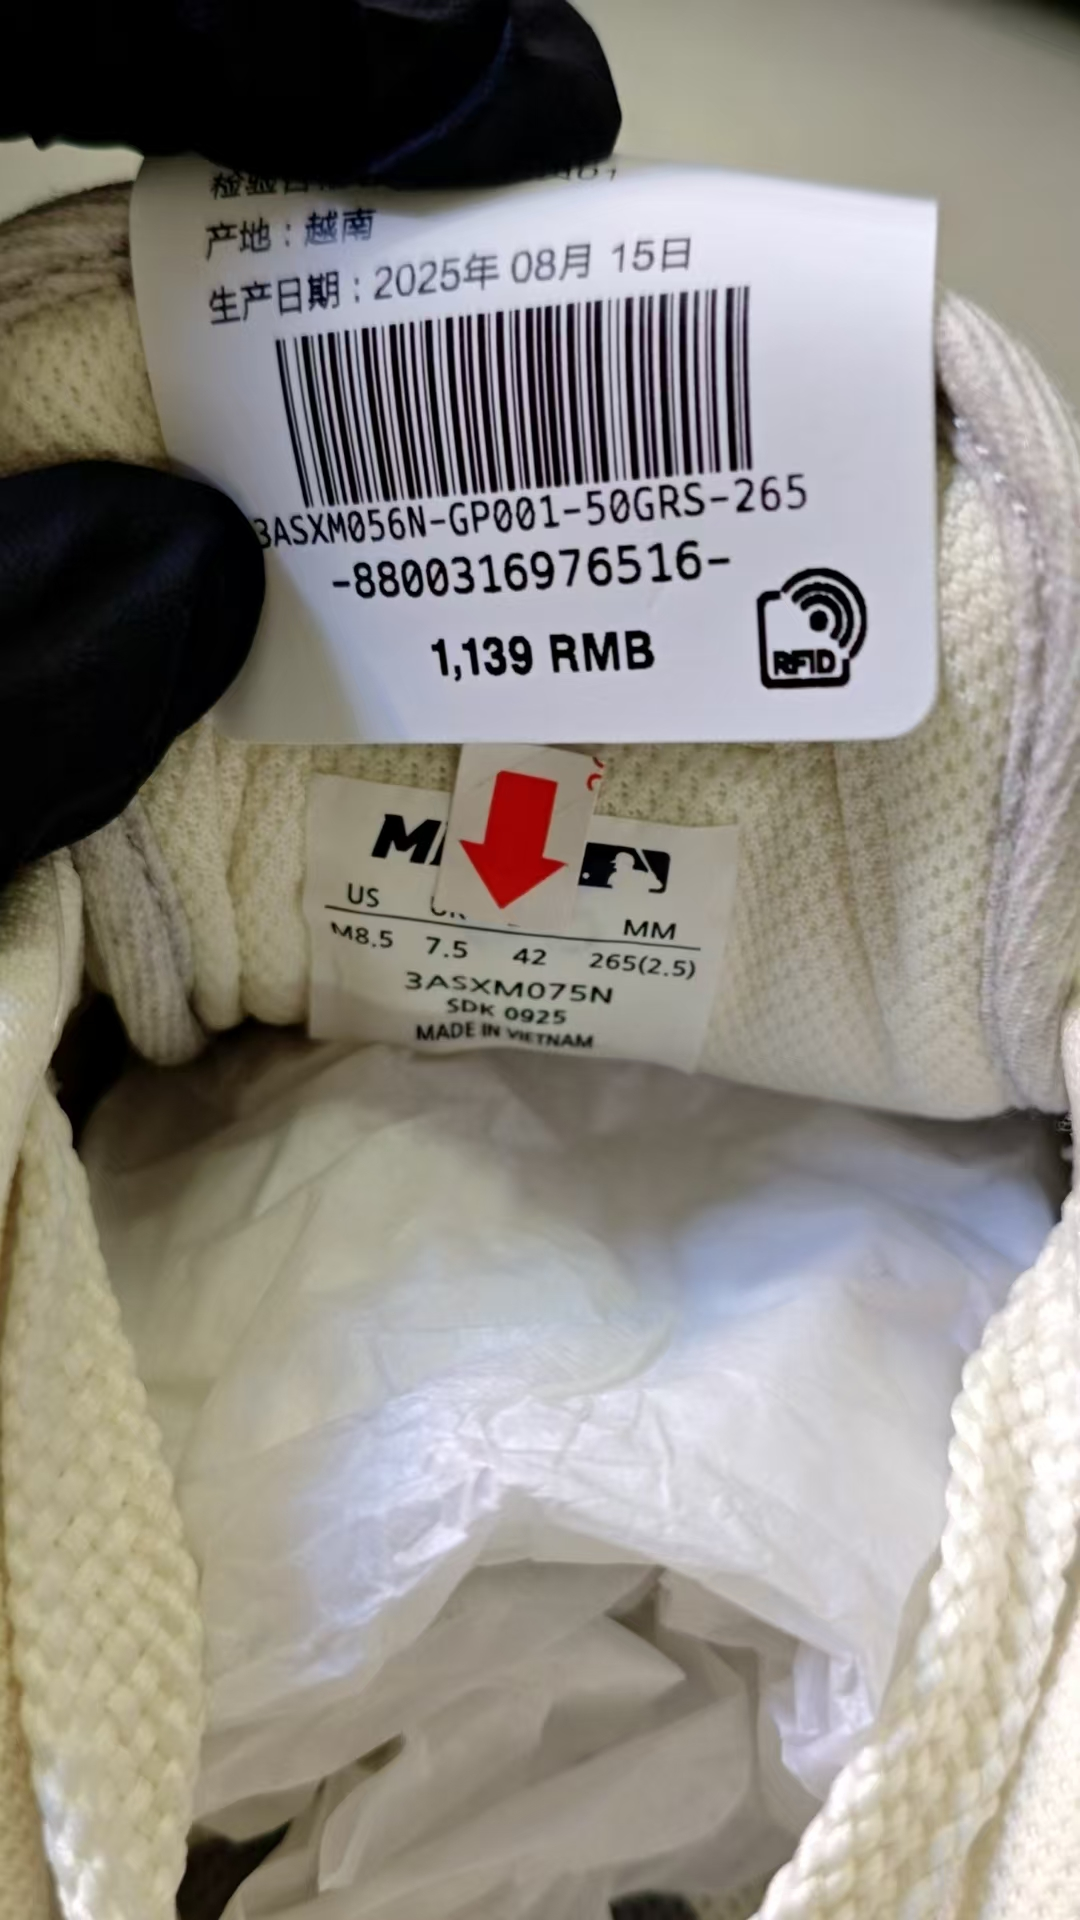 产地：越南
生产日期：2025年 08月 15日
3ASXM056N-GP001-50GRS-265
-8800316976516-
1,139 RMB
RFID
US MM
M8.5 7.5 42 265(2.5)
3ASXM075N
SDK 0925
MADE IN VIETNAM